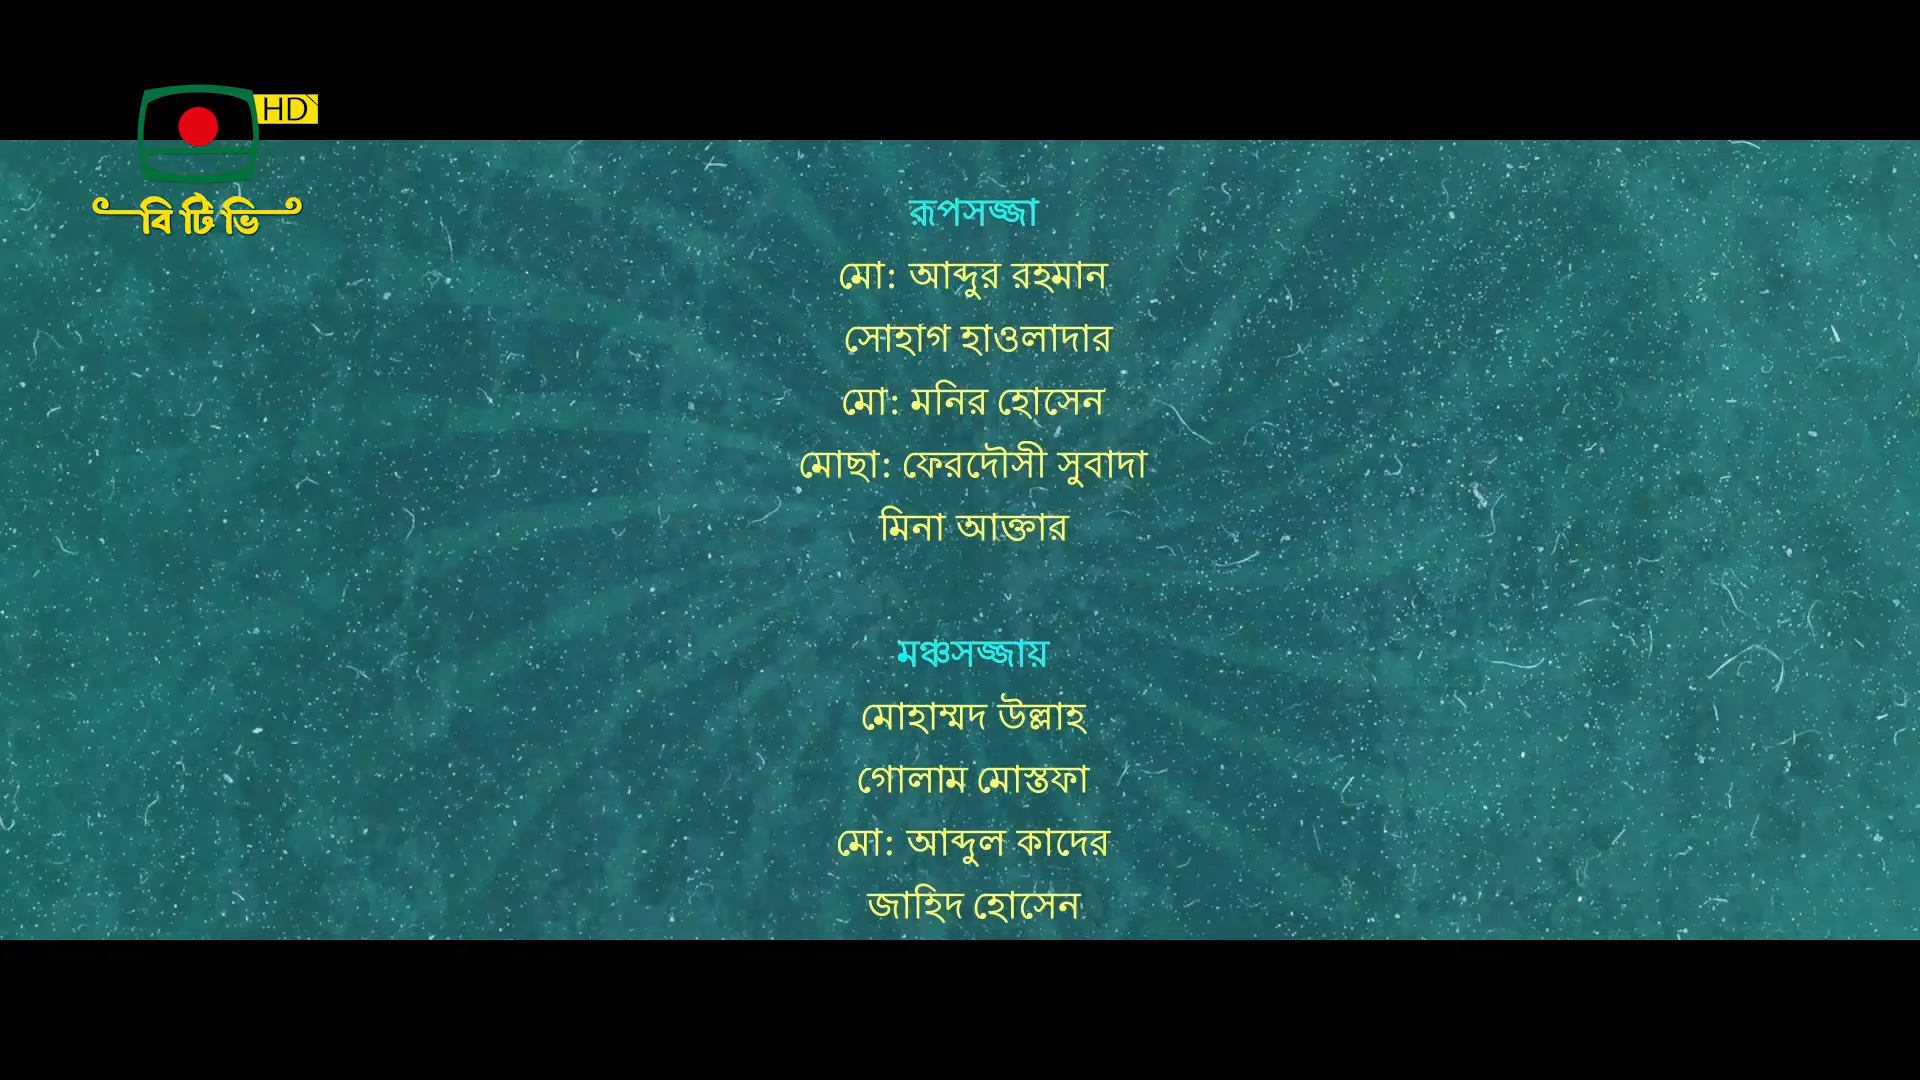 HD
বিটিভি
রূপসজ্জা
মো: আব্দুর রহমান
সোহাগ হাওলাদার
মো: মনির হোসেন
মোছা: ফেরদৌসী সুবাদা
মিনা আক্তার
মঞ্চসজ্জায়
মোহাম্মদ উল্লাহ
গোলাম মোস্তফা
মো: আব্দুল কাদের
জাহিদ হোসেন